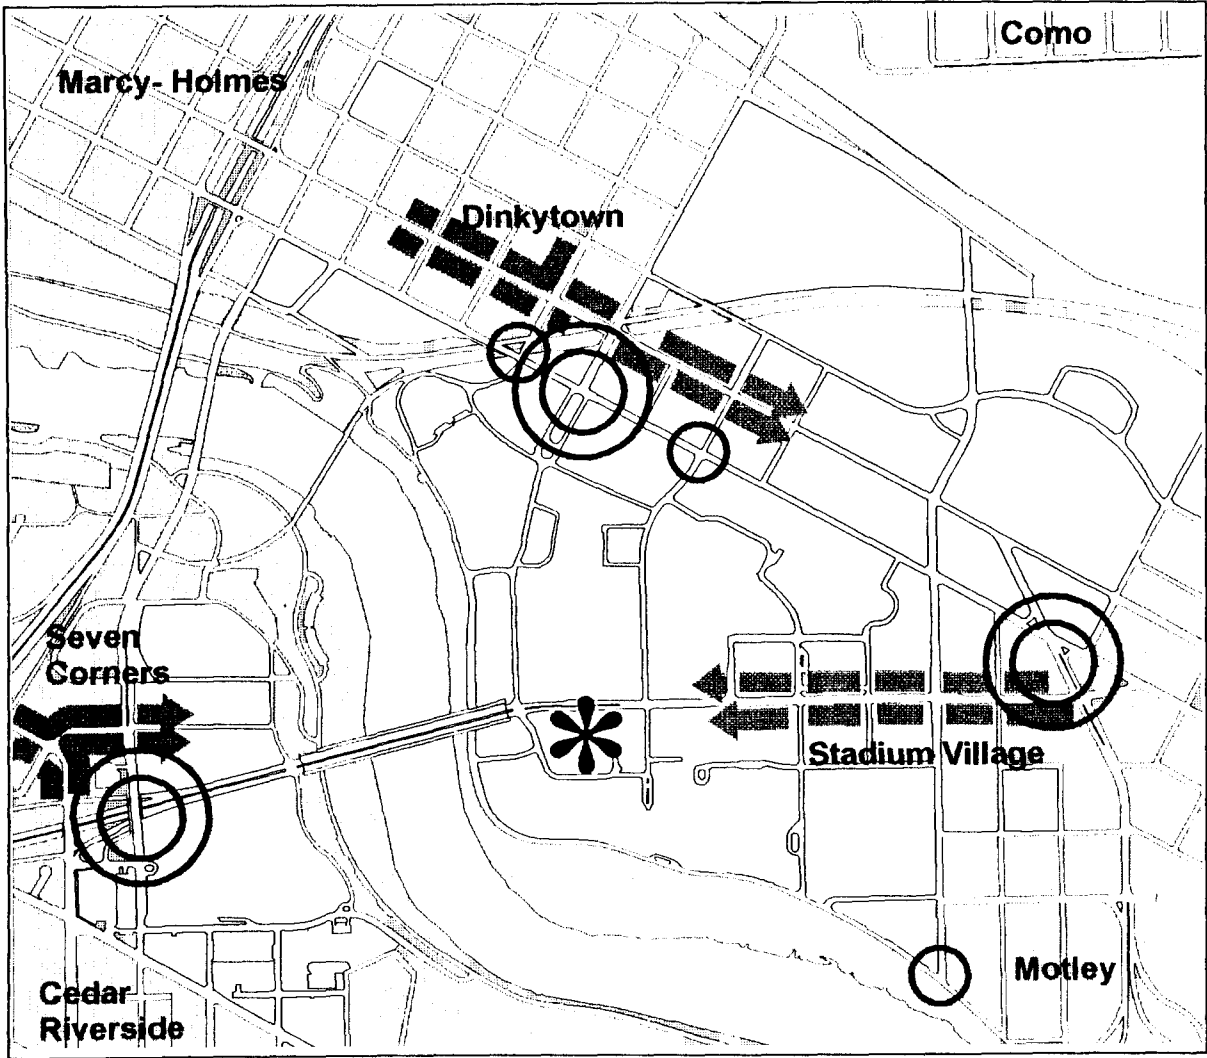 Como
Marcy- Holmes
Dinkytown
Seven
Corners
Stadium Village
Motley
Cedar
Riverside